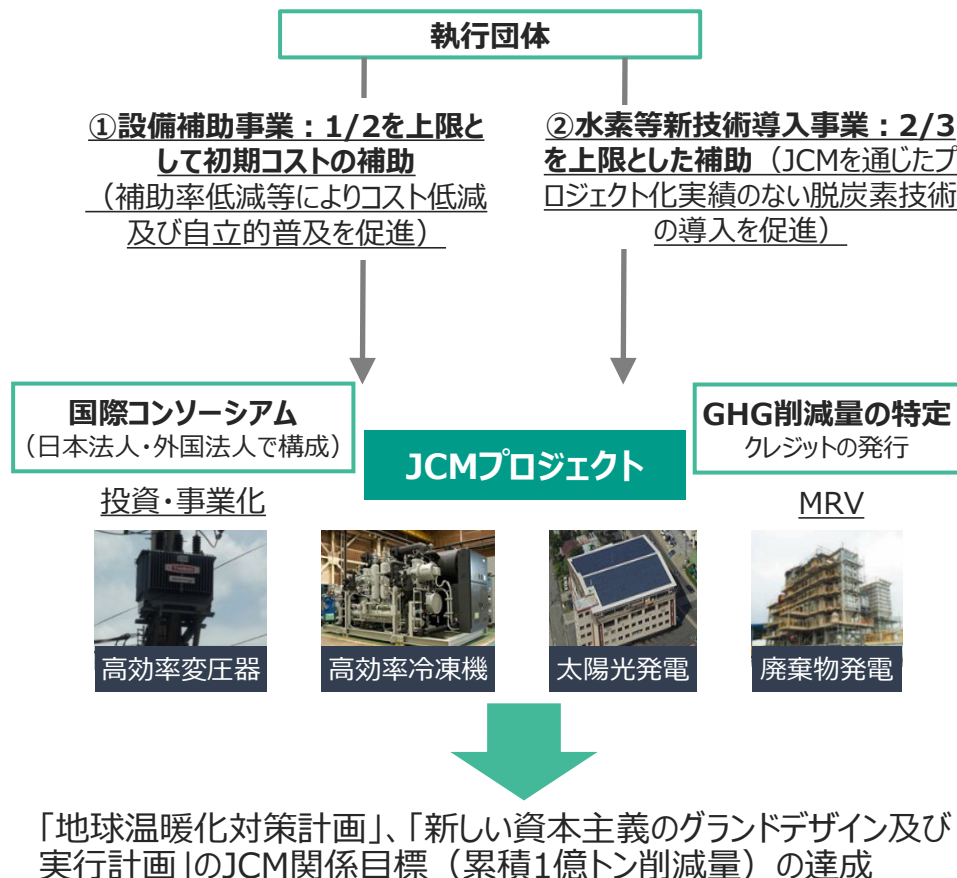 執行団体
①設備補助事業：1/2を上限と
して初期コストの補助
（補助率低減等によりコスト低減
及び自立的普及を促進）
②水素等新技術導入事業：2/3
を上限とした補助（JCMを通じたプ
ロジェクト化実績のない脱炭素技術
の導入を促進）
国際コンソーシアム
（日本法人・外国法人で構成）
投資・事業化
JCMプロジェクト
GHG削減量の特定
クレジットの発行
MRV
高効率変圧器
高効率冷凍機
太陽光発電
廃棄物発電
「地球温暖化対策計画」、「新しい資本主義のグランドデザイン及び
実行計画」のJCM関係目標（累積1億トン削減量）の達成